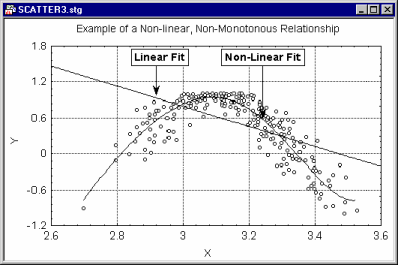 SCATTER3.stg
Example of a Non-linear, Non-Monotonous Relationship
Linear Fit
Non-Linear Fit
1.8
1.2
0.6
0
-0.6
-1.2
Y
2.6
2.8
3
3.2
3.4
3.6
X